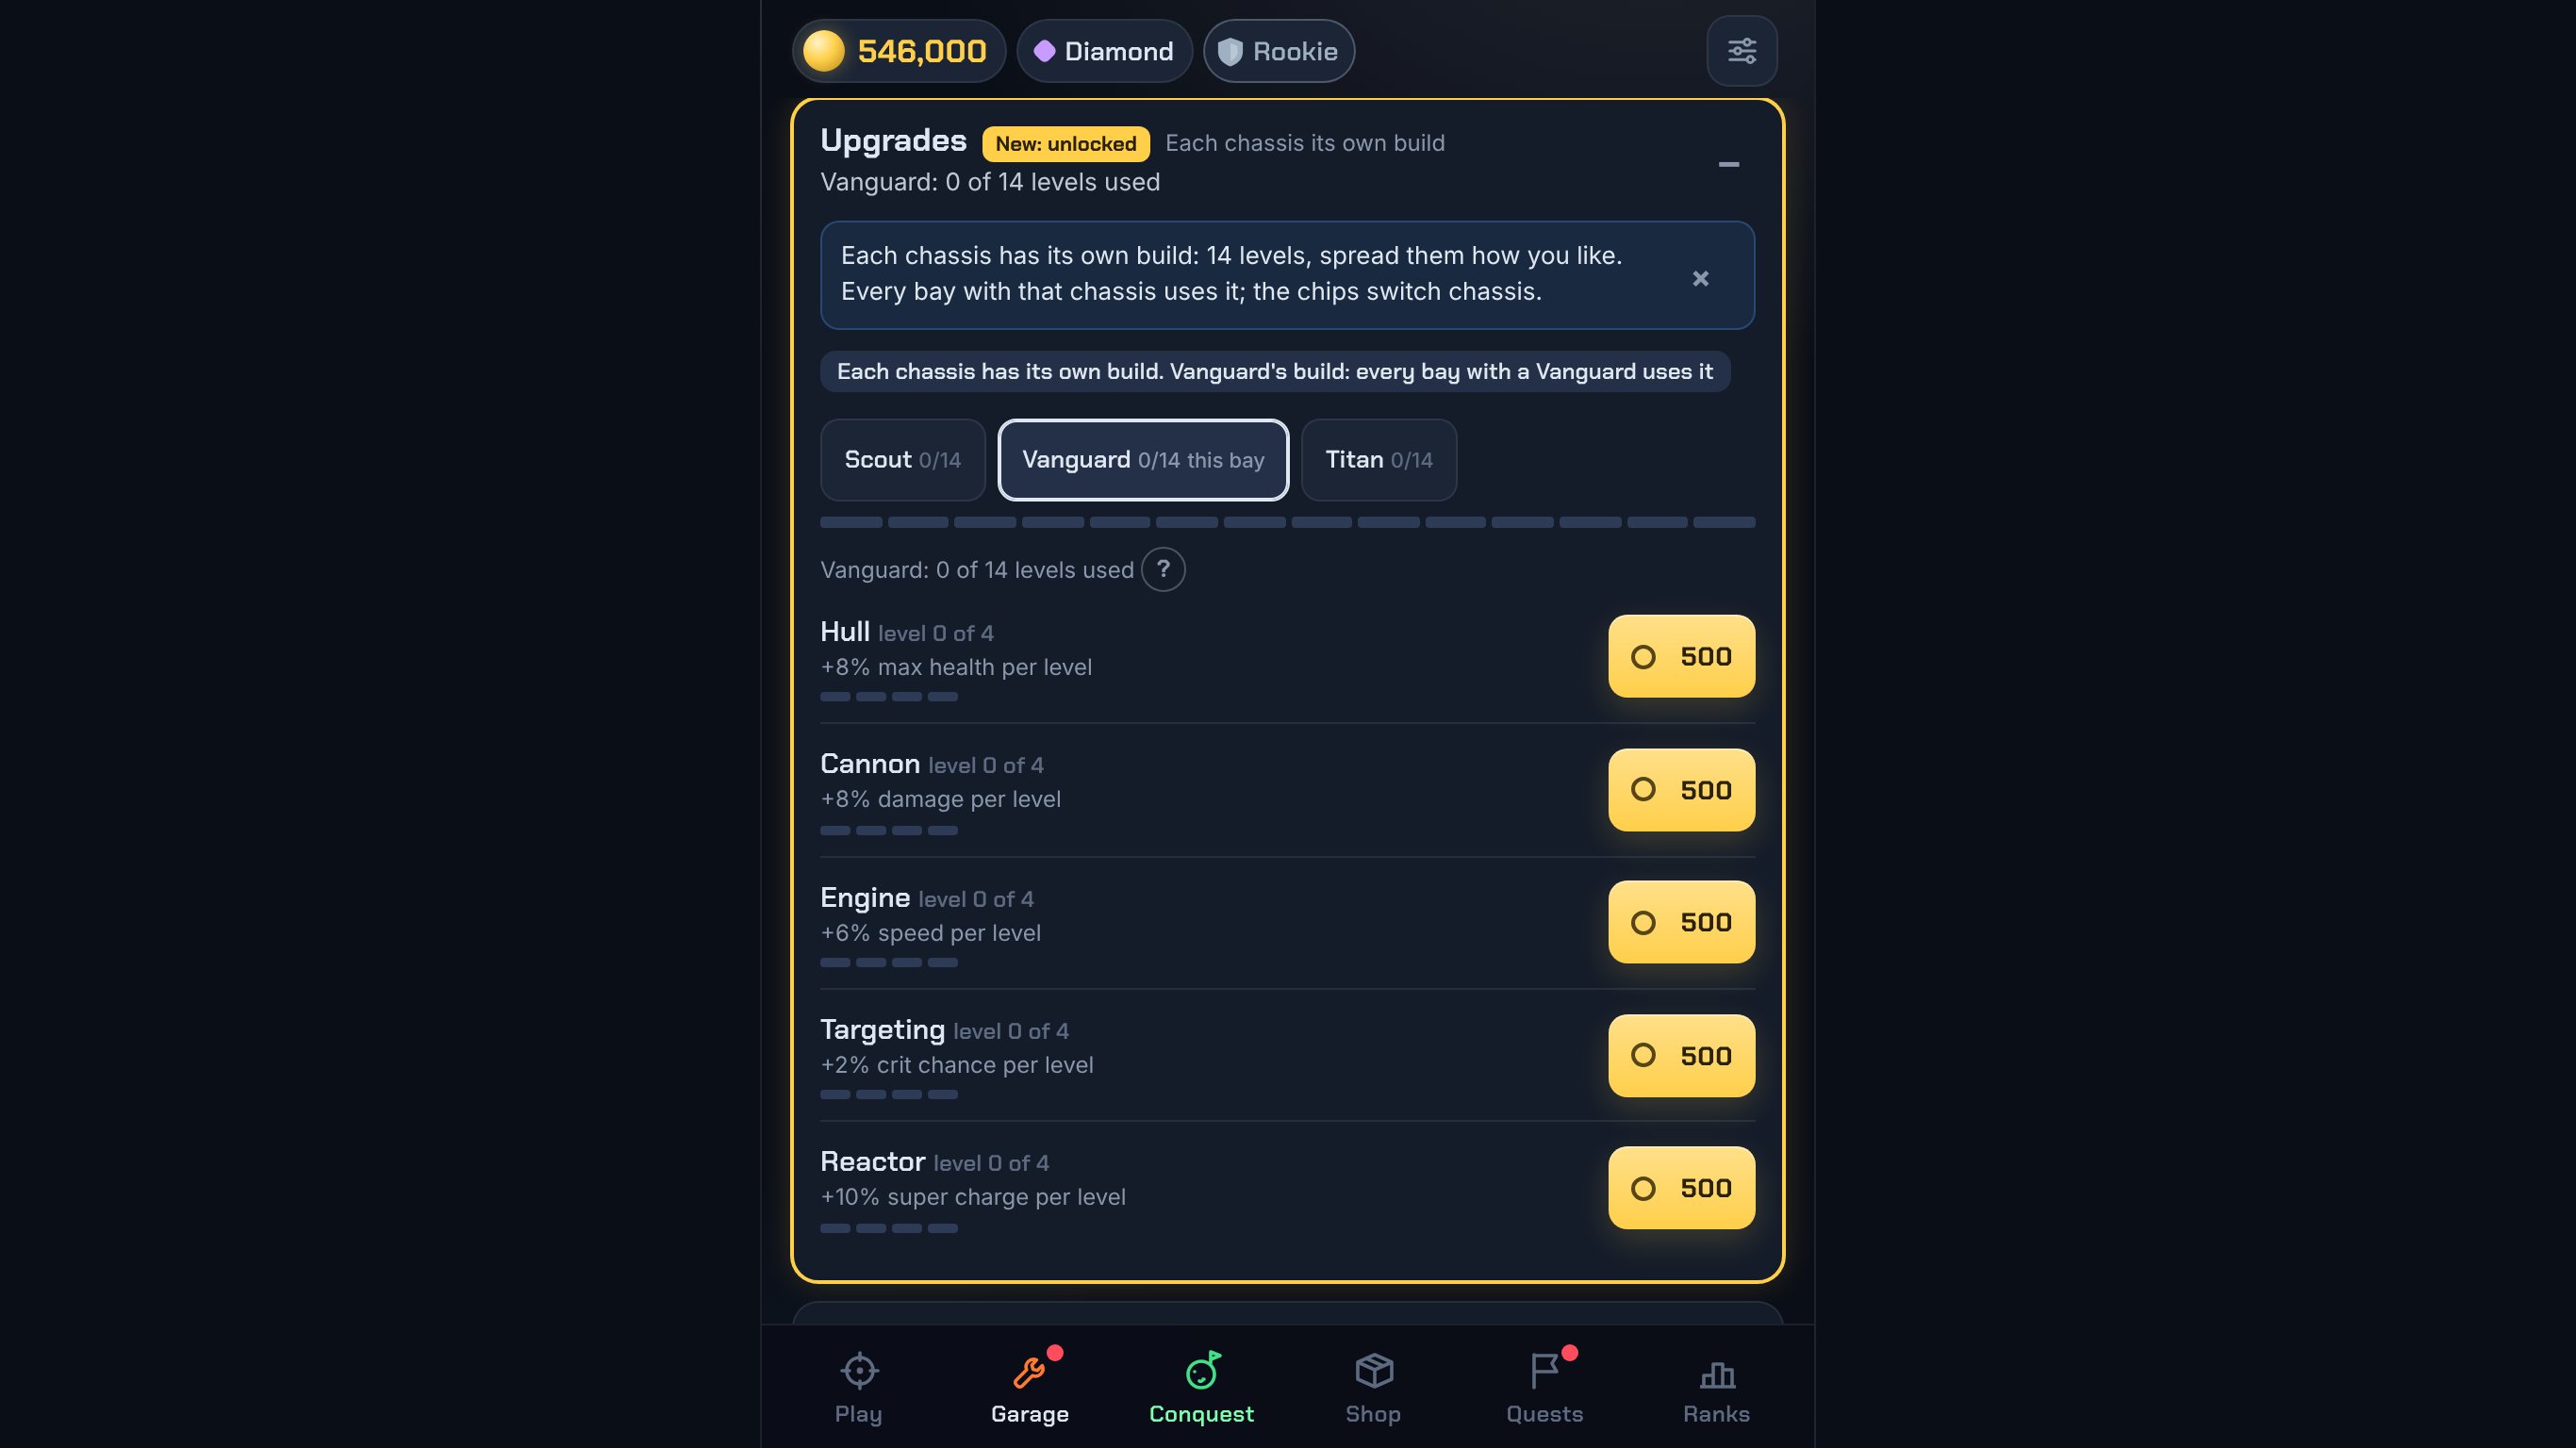 546,000 Diamond Rookie
Upgrades New: unlocked Each chassis its own build
Vanguard: 0 of 14 levels used
Each chassis has its own build: 14 levels, spread them how you like.
Every bay with that chassis uses it; the chips switch chassis.
Each chassis has its own build. Vanguard's build: every bay with a Vanguard uses it
Scout 0/14 Vanguard 0/14 this bay Titan 0/14
Vanguard: 0 of 14 levels used ?
Hull level 0 of 4
+8% max health per level
500
Cannon level 0 of 4
+8% damage per level
500
Engine level 0 of 4
+6% speed per level
500
Targeting level 0 of 4
+2% crit chance per level
500
Reactor level 0 of 4
+10% super charge per level
500
Play Garage Conquest Shop Quests Ranks